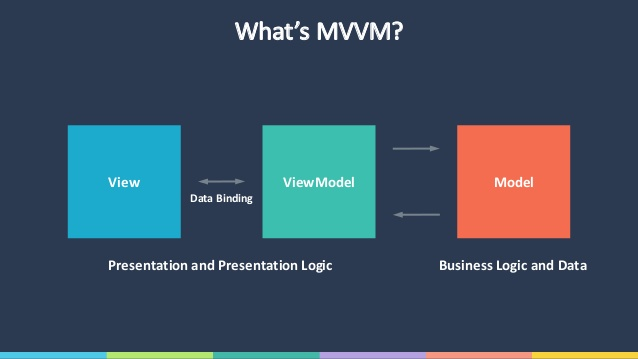 What's MVVM?
View
ViewModel
Model
Data Binding
Presentation and Presentation Logic
Business Logic and Data